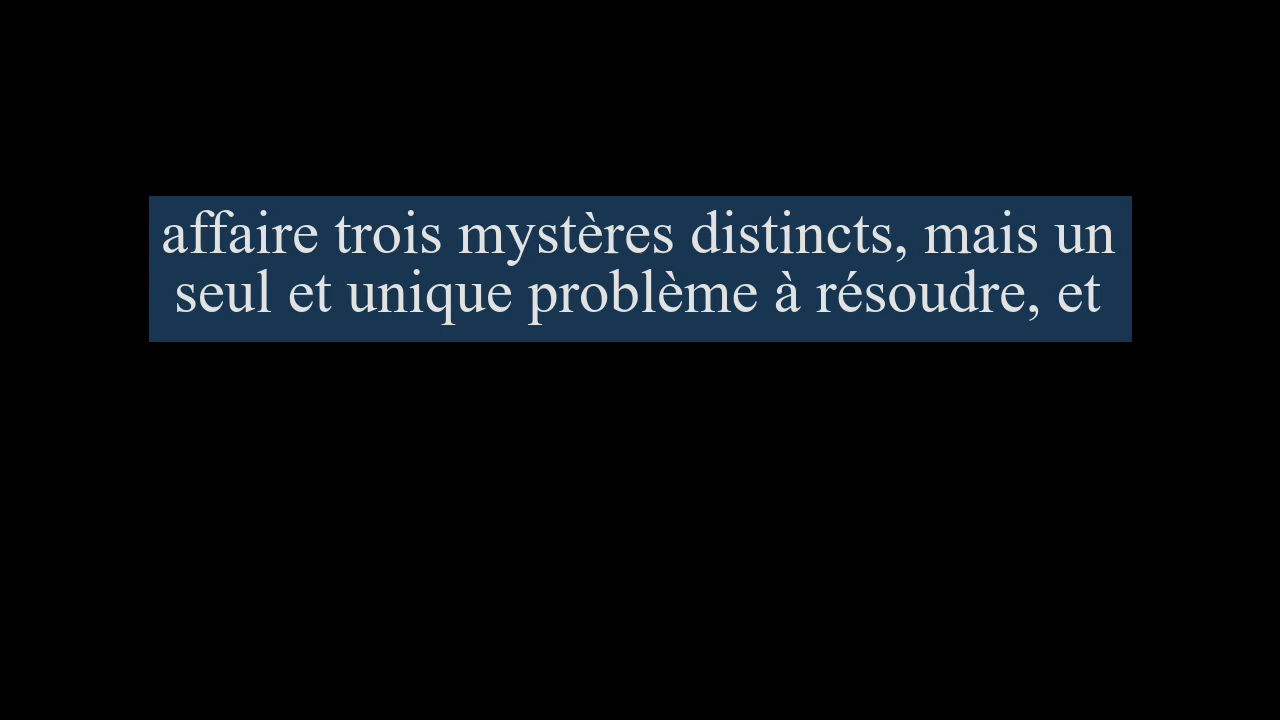 affaire trois mystères distincts, mais un
seul et unique problème à résoudre, et